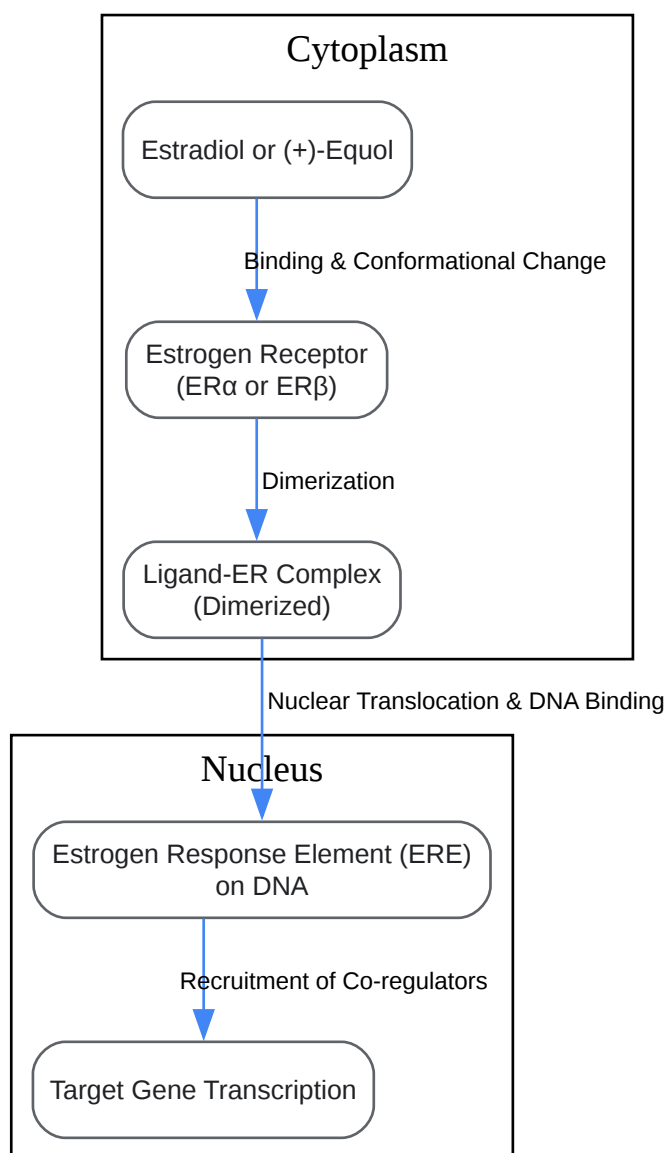 Cytoplasm
Estradiol or (+)-Equol
Binding & Conformational Change
Estrogen Receptor
(ERα or ERβ)
Dimerization
Ligand-ER Complex
(Dimerized)
Nuclear Translocation & DNA Binding
Nucleus
Estrogen Response Element (ERE)
on DNA
Recruitment of Co-regulators
Target Gene Transcription